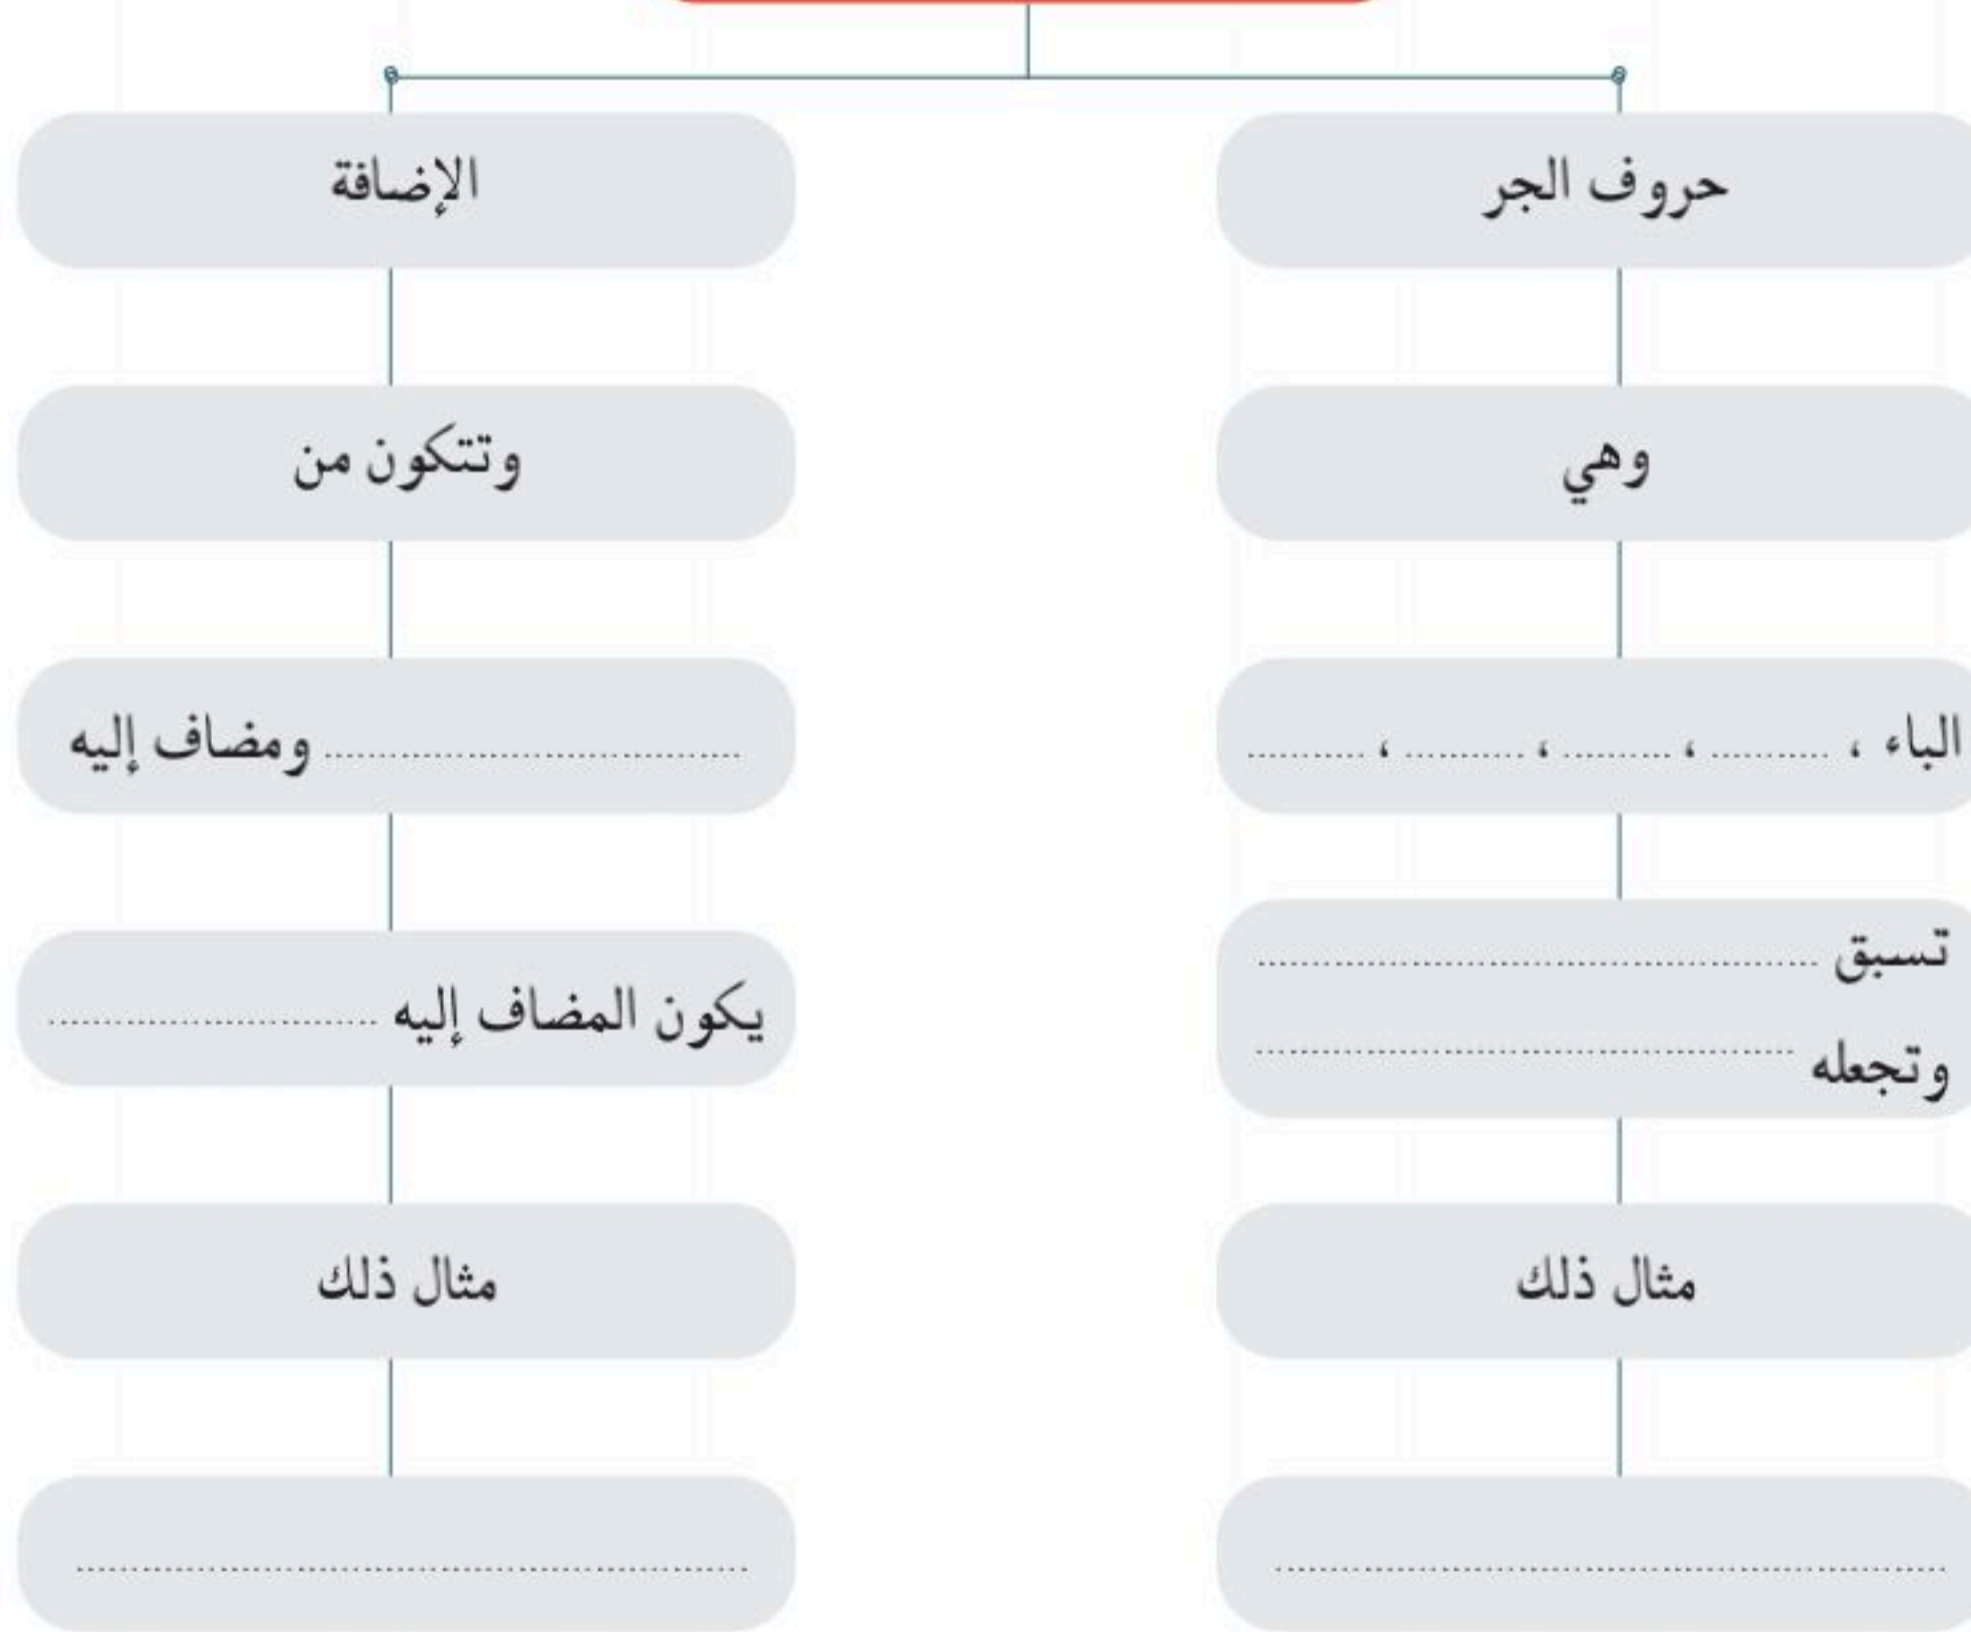 حروف الجر
وهي
الباء ، .......... ، .......... ، .......... ، ..........
تسبق ..........
وتجعله ..........
مثال ذلك
..........
الإضافة
وتتكون من
.......... ومضاف إليه
يكون المضاف إليه ..........
مثال ذلك
..........